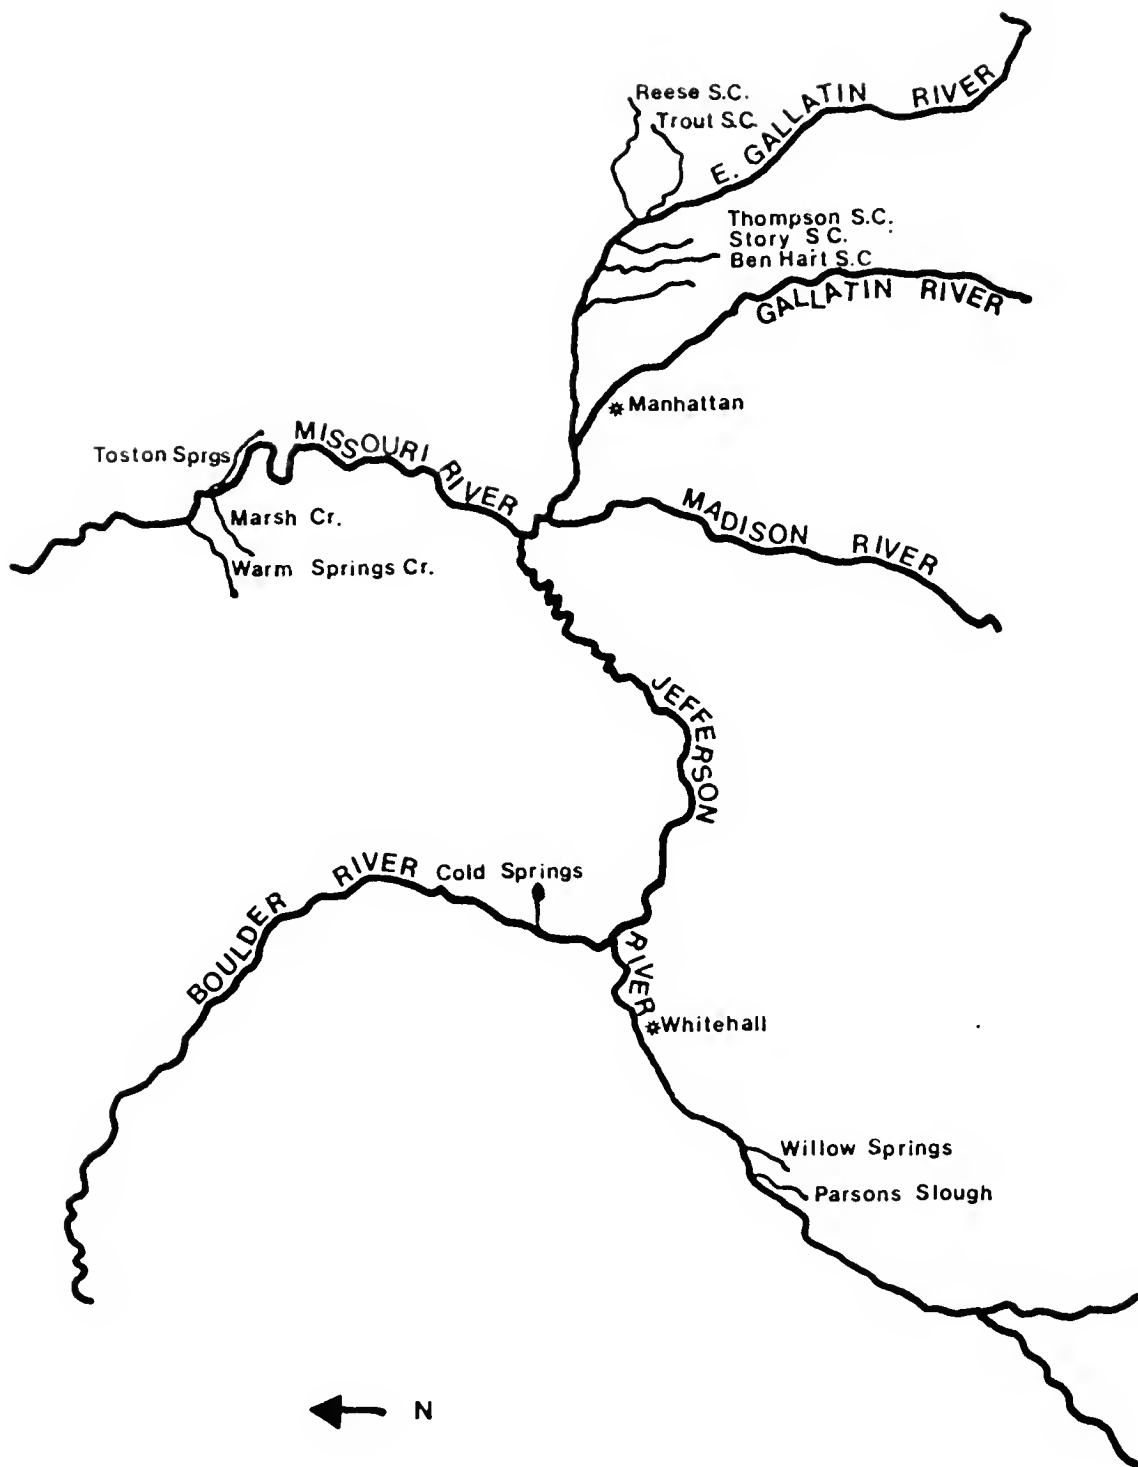 Reese S.C.
Trout S.C.
E. GALLATIN RIVER
Thompson S.C.
Story S C.
Ben Hart S.C
GALLATIN RIVER
Manhattan
MISSOURI RIVER
Toston Sprgs
Marsh Cr.
Warm Springs Cr.
MADISON RIVER
JEFFERSON RIVER
BOULDER RIVER
Cold Springs
Whitehall
Willow Springs
Parsons Slough
N